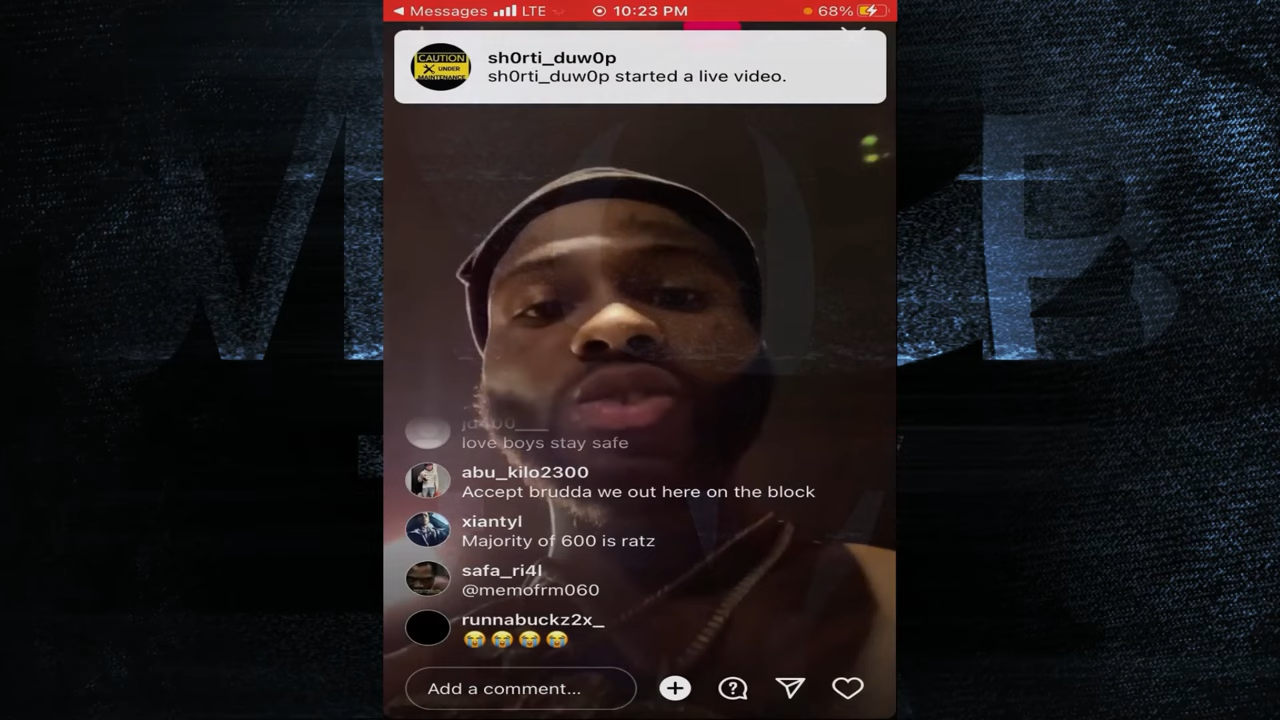 Messages LTE 10:23 PM 68%
CAUTION
UNDER
MAINTENANCE
sh0rti_duw0p
sh0rti_duw0p started a live video.
love boys stay safe
abu_kilo2300
Accept brudda we out here on the block
xiantyl
Majority of 600 is ratz
safa_ri4l
@memofrm060
runnabuckz2x_
😭😭😭😭
Add a comment...